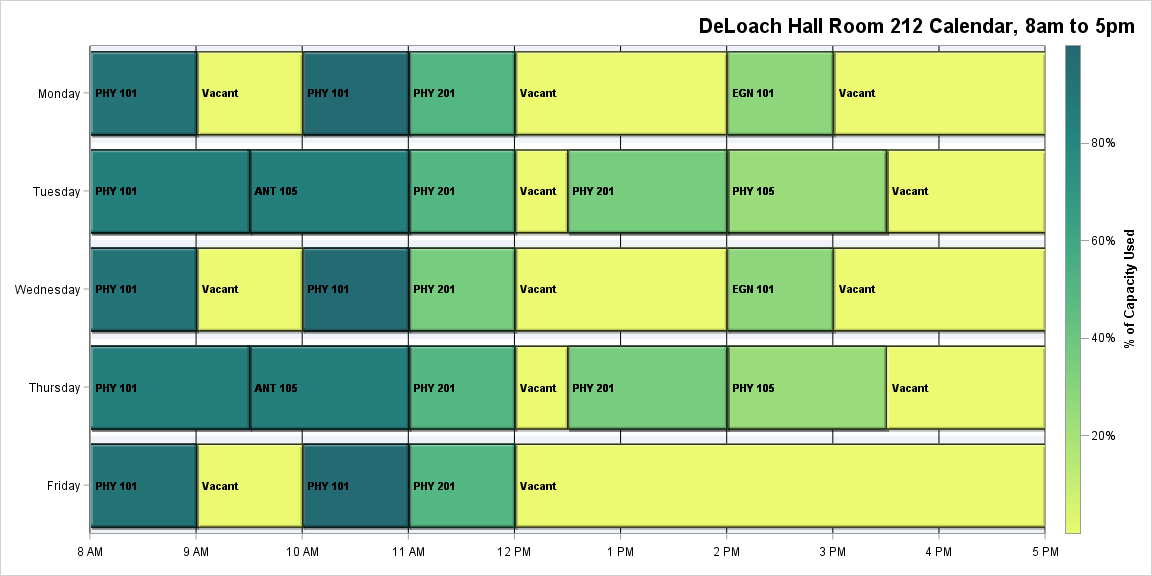 DeLoach Hall Room 212 Calendar, 8am to 5pm
Monday PHY 101 Vacant PHY 101 PHY 201 Vacant EGN 101 Vacant
Tuesday PHY 101 ANT 105 PHY 201 Vacant PHY 201 PHY 105 Vacant
Wednesday PHY 101 Vacant PHY 101 PHY 201 Vacant EGN 101 Vacant
Thursday PHY 101 ANT 105 PHY 201 Vacant PHY 201 PHY 105 Vacant
Friday PHY 101 Vacant PHY 101 PHY 201 Vacant
8 AM 9 AM 10 AM 11 AM 12 PM 1 PM 2 PM 3 PM 4 PM 5 PM
80%
60%
40%
20%
% of Capacity Used